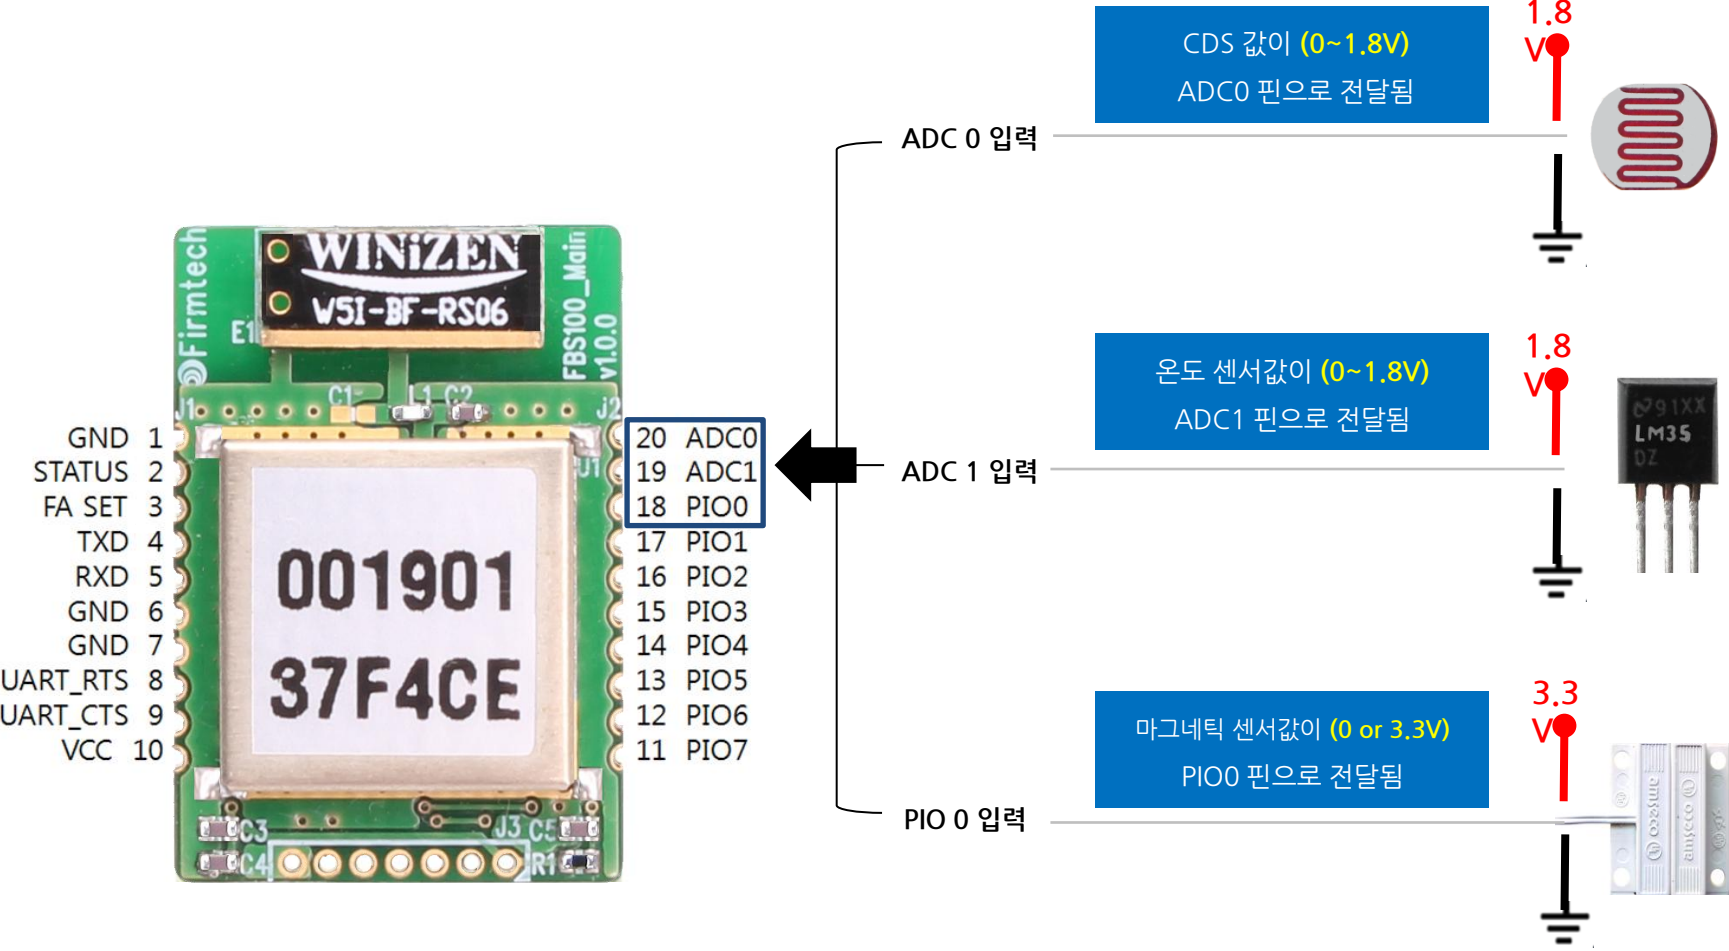 CDS 값이 (0~1.8V)
ADC0 핀으로 전달됨
1.8
V
ADC 0 입력
WINiZEN
W5I-BF-RS06
Firmtech
FBS100_Main
v1.0.0
E1
C1
L1
C2
J1
J2
U1
GND 1
STATUS 2
FA SET 3
TXD 4
RXD 5
GND 6
GND 7
UART_RTS 8
UART_CTS 9
VCC 10
20 ADC0
19 ADC1
18 PIO0
17 PIO1
16 PIO2
15 PIO3
14 PIO4
13 PIO5
12 PIO6
11 PIO7
001901
37F4CE
C3
C4
J3
C5
R1
온도 센서값이 (0~1.8V)
ADC1 핀으로 전달됨
1.8
V
ADC 1 입력
91XX
LM35
DZ
마그네틱 센서값이 (0 or 3.3V)
PIO0 핀으로 전달됨
3.3
V
PIO 0 입력
amseco
amseco